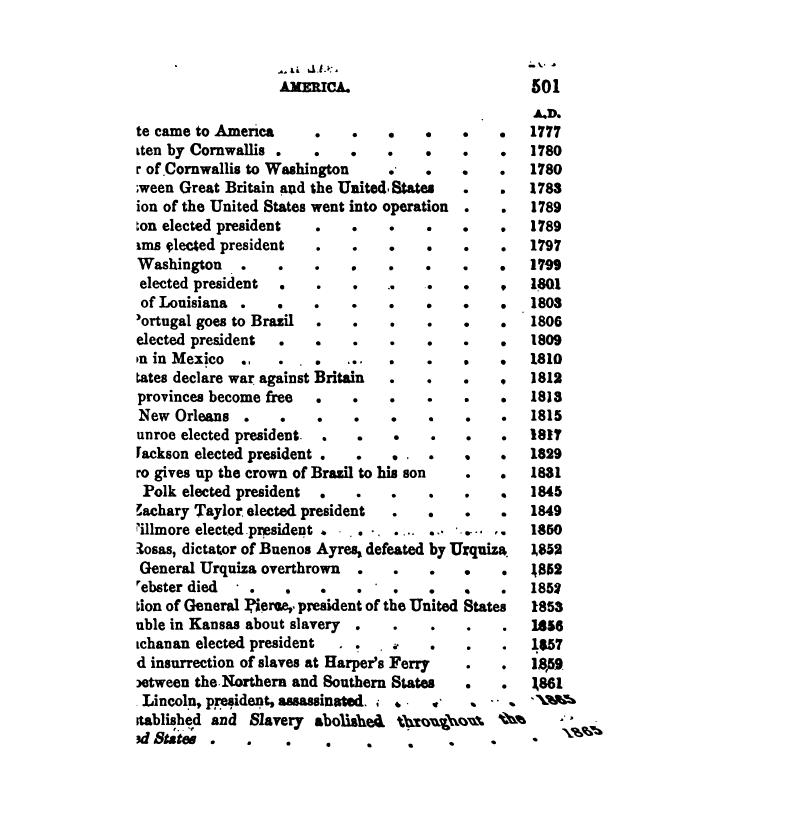 AMERICA. 501
A.D.
te came to America . . . . . . 1777
ten by Cornwallis . . . . . . . 1780
r of Cornwallis to Washington . . . . 1780
ween Great Britain and the United States . . 1783
ion of the United States went into operation . . 1789
on elected president . . . . . . 1789
ams elected president . . . . . . 1797
Washington . . . . . . . . 1799
elected president . . . . . . . 1801
of Louisiana . . . . . . . . 1803
Portugal goes to Brazil . . . . . . 1806
elected president . . . . . . . 1809
n in Mexico . . . . . . . . 1810
tates declare war against Britain . . . . 1812
provinces become free . . . . . . 1813
New Orleans . . . . . . . . 1815
unroe elected president . . . . . . 1817
Jackson elected president . . . . . . 1829
ro gives up the crown of Brazil to his son . . 1831
Polk elected president . . . . . . 1845
Zachary Taylor elected president . . . . 1849
Fillmore elected president . . . . . . 1850
Rosas, dictator of Buenos Ayres, defeated by Urquiza 1852
General Urquiza overthrown . . . . . 1852
ebster died . . . . . . . . 1852
tion of General Pierce, president of the United States 1853
uble in Kansas about slavery . . . . . 1856
chanan elected president . . . . . 1857
d insurrection of slaves at Harper's Ferry . . 1859
between the Northern and Southern States . . 1861
Lincoln, president, assassinated . . . . . 1865
stablished and Slavery abolished throughout the
ed States . . . . . . . . . 1865